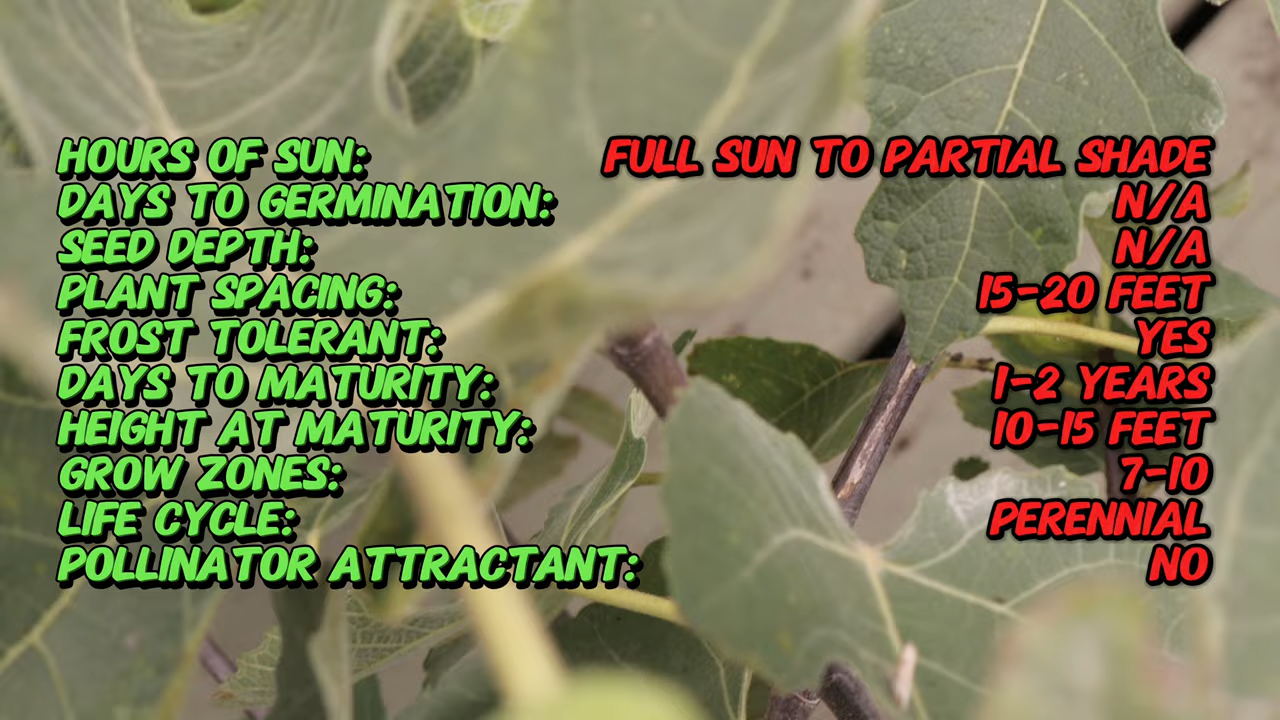 HOURS OF SUN: FULL SUN TO PARTIAL SHADE
DAYS TO GERMINATION: N/A
SEED DEPTH: N/A
PLANT SPACING: 15-20 FEET
FROST TOLERANT: YES
DAYS TO MATURITY: 1-2 YEARS
HEIGHT AT MATURITY: 10-15 FEET
GROW ZONES: 7-10
LIFE CYCLE: PERENNIAL
POLLINATOR ATTRACTANT: NO